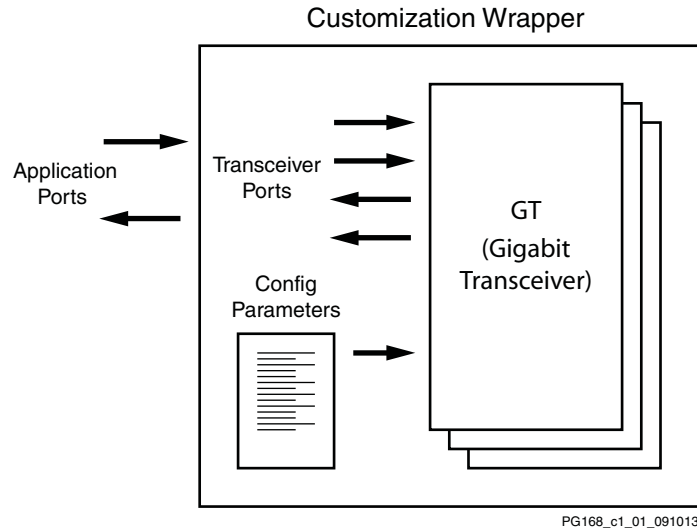 Customization Wrapper
Application
Ports
Transceiver
Ports
GT
(Gigabit
Transceiver)
Config
Parameters
PG168_c1_01_091013